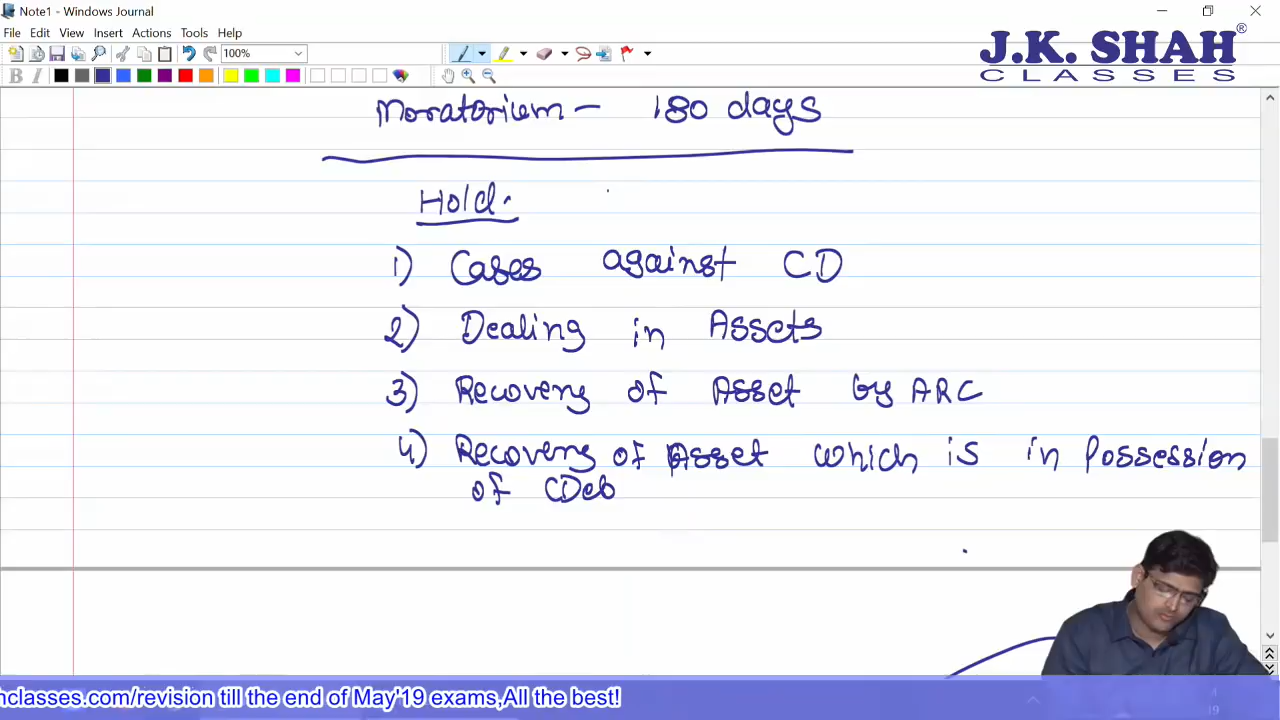 Note1 - Windows Journal
File Edit View Insert Actions Tools Help
100%
J.K. SHAH®
CLASSES
Moratorium - 180 days
Hold.
1) Cases against CD
2) Dealing in Assets
3) Recovery of Asset by ARC
4) Recovery of Asset which is in Possession
of CDeb
nclasses.com/revision till the end of May'19 exams,All the best!
19